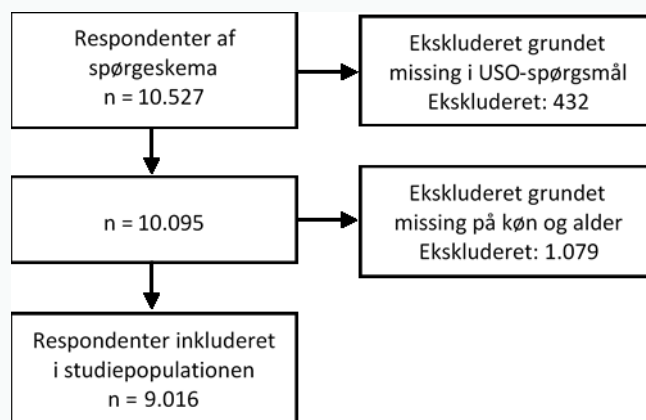 Respondenter af
spørgeskema
n = 10.527
Ekskluderet grundet
missing i USO-spørgsmål
Ekskluderet: 432
n = 10.095
Ekskluderet grundet
missing på køn og alder
Ekskluderet: 1.079
Respondenter inkluderet
i studiepopulationen
n = 9.016